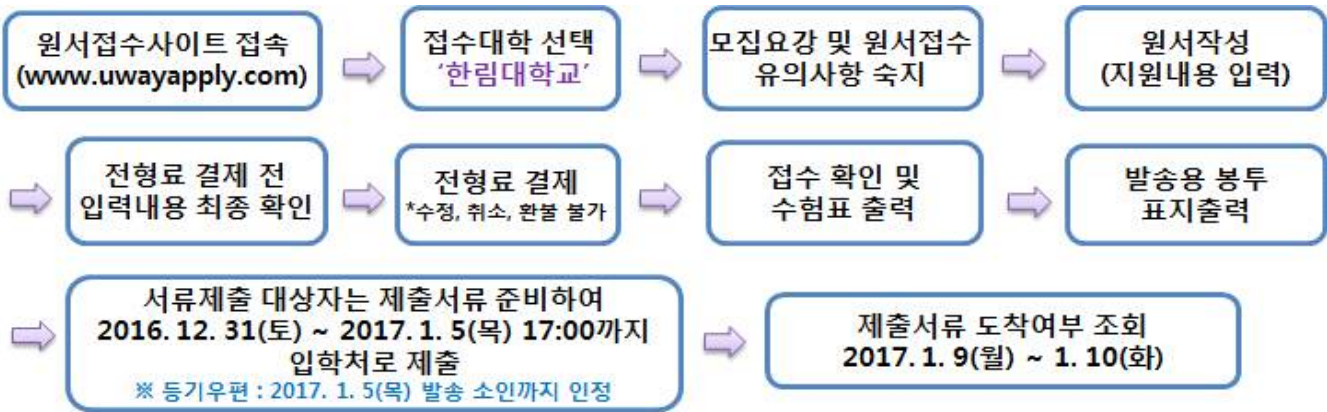 원서접수사이트 접속
(www.uwayapply.com)
접수대학 선택
‘한림대학교’
모집요강 및 원서접수
유의사항 숙지
원서작성
(지원내용 입력)
전형료 결제 전
입력내용 최종 확인
전형료 결제
*수정, 취소, 환불 불가
접수 확인 및
수험표 출력
발송용 봉투
표지출력
서류제출 대상자는 제출서류 준비하여
2016. 12. 31(토) ~ 2017. 1. 5(목) 17:00까지
입학처로 제출
※ 등기우편 : 2017. 1. 5(목) 발송 소인까지 인정
제출서류 도착여부 조회
2017. 1. 9(월) ~ 1. 10(화)